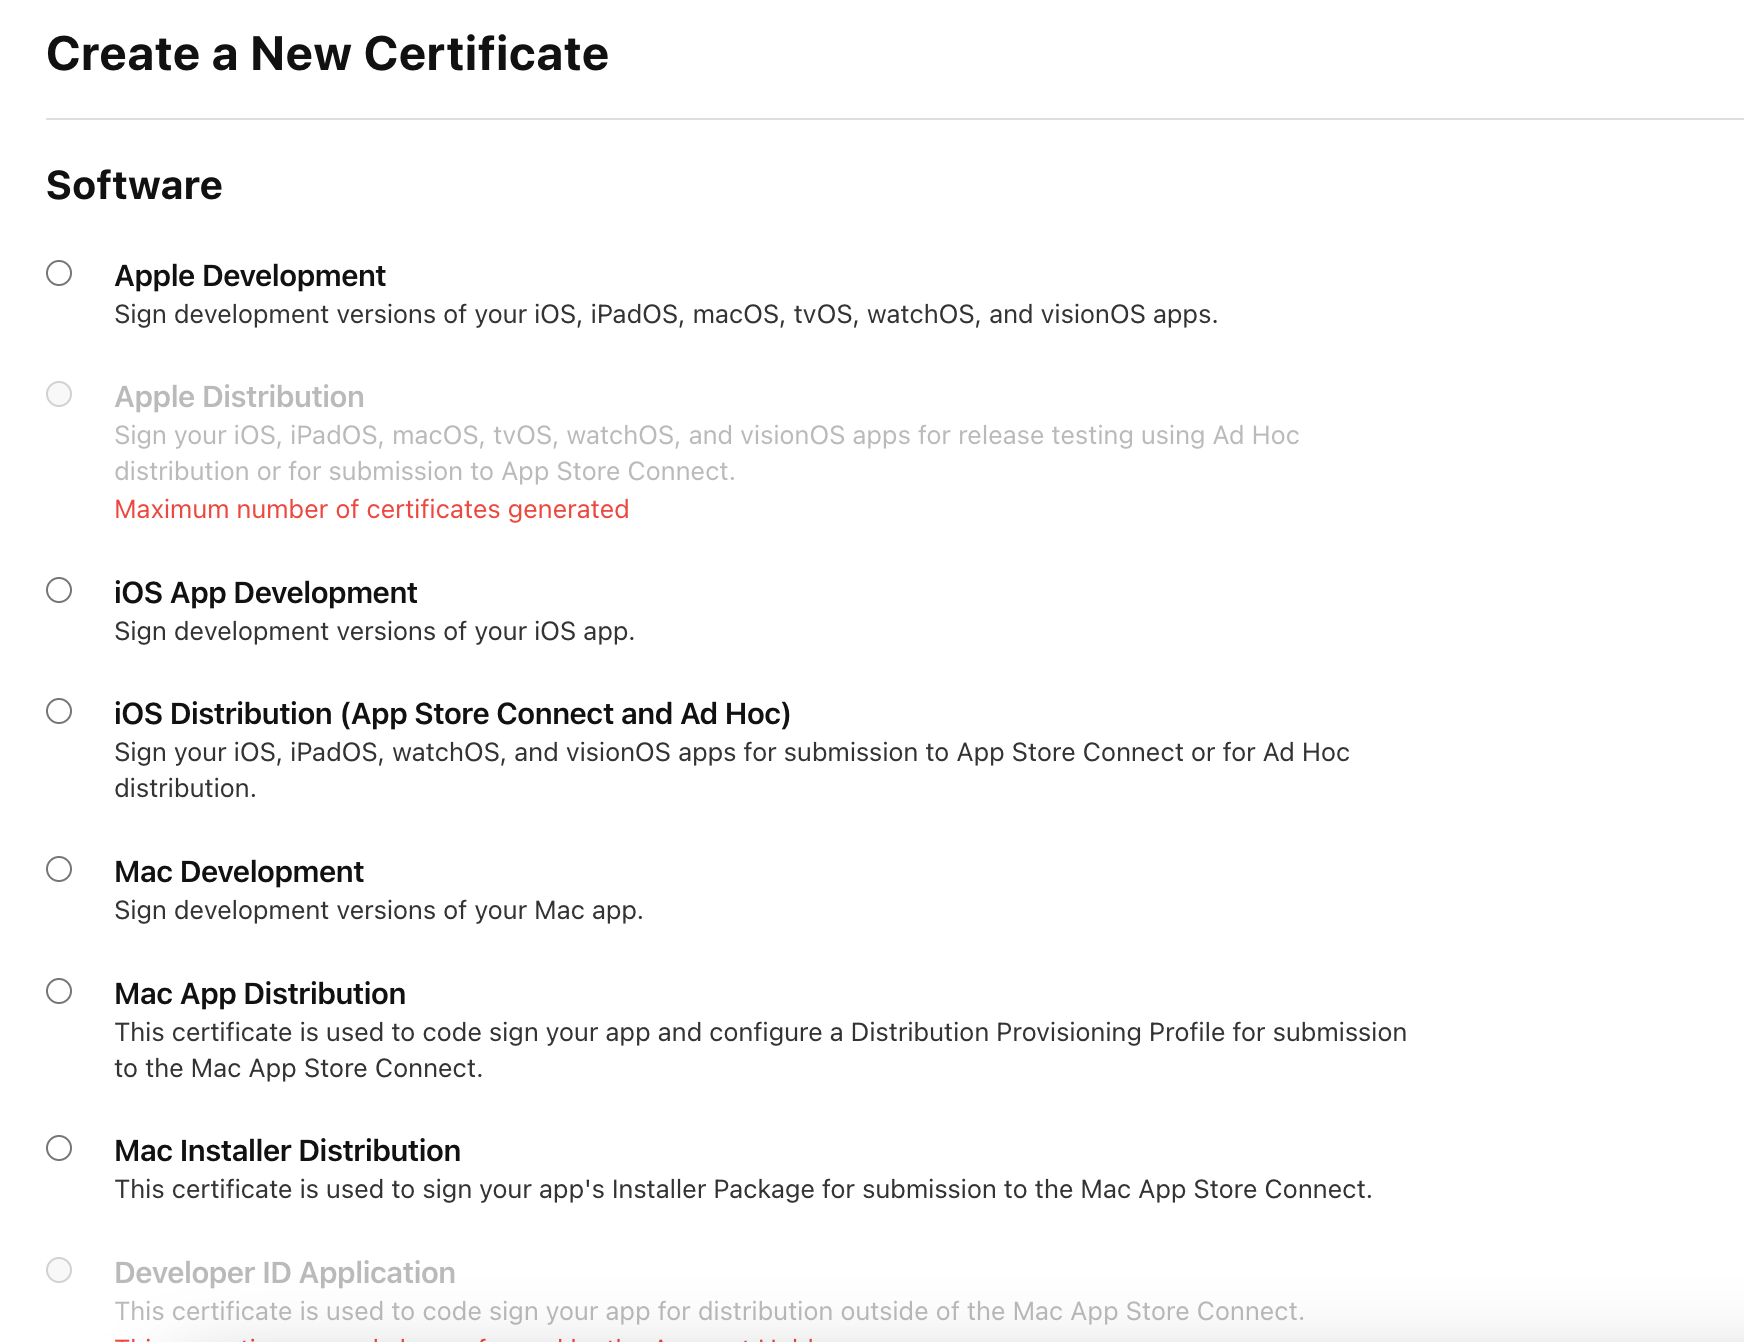 Create a New Certificate
Software
Apple Development
Sign development versions of your iOS, iPadOS, macOS, tvOS, watchOS, and visionOS apps.
Apple Distribution
Sign your iOS, iPadOS, macOS, tvOS, watchOS, and visionOS apps for release testing using Ad Hoc
distribution or for submission to App Store Connect.
Maximum number of certificates generated
iOS App Development
Sign development versions of your iOS app.
iOS Distribution (App Store Connect and Ad Hoc)
Sign your iOS, iPadOS, watchOS, and visionOS apps for submission to App Store Connect or for Ad Hoc
distribution.
Mac Development
Sign development versions of your Mac app.
Mac App Distribution
This certificate is used to code sign your app and configure a Distribution Provisioning Profile for submission
to the Mac App Store Connect.
Mac Installer Distribution
This certificate is used to sign your app's Installer Package for submission to the Mac App Store Connect.
Developer ID Application
This certificate is used to code sign your app for distribution outside of the Mac App Store Connect.